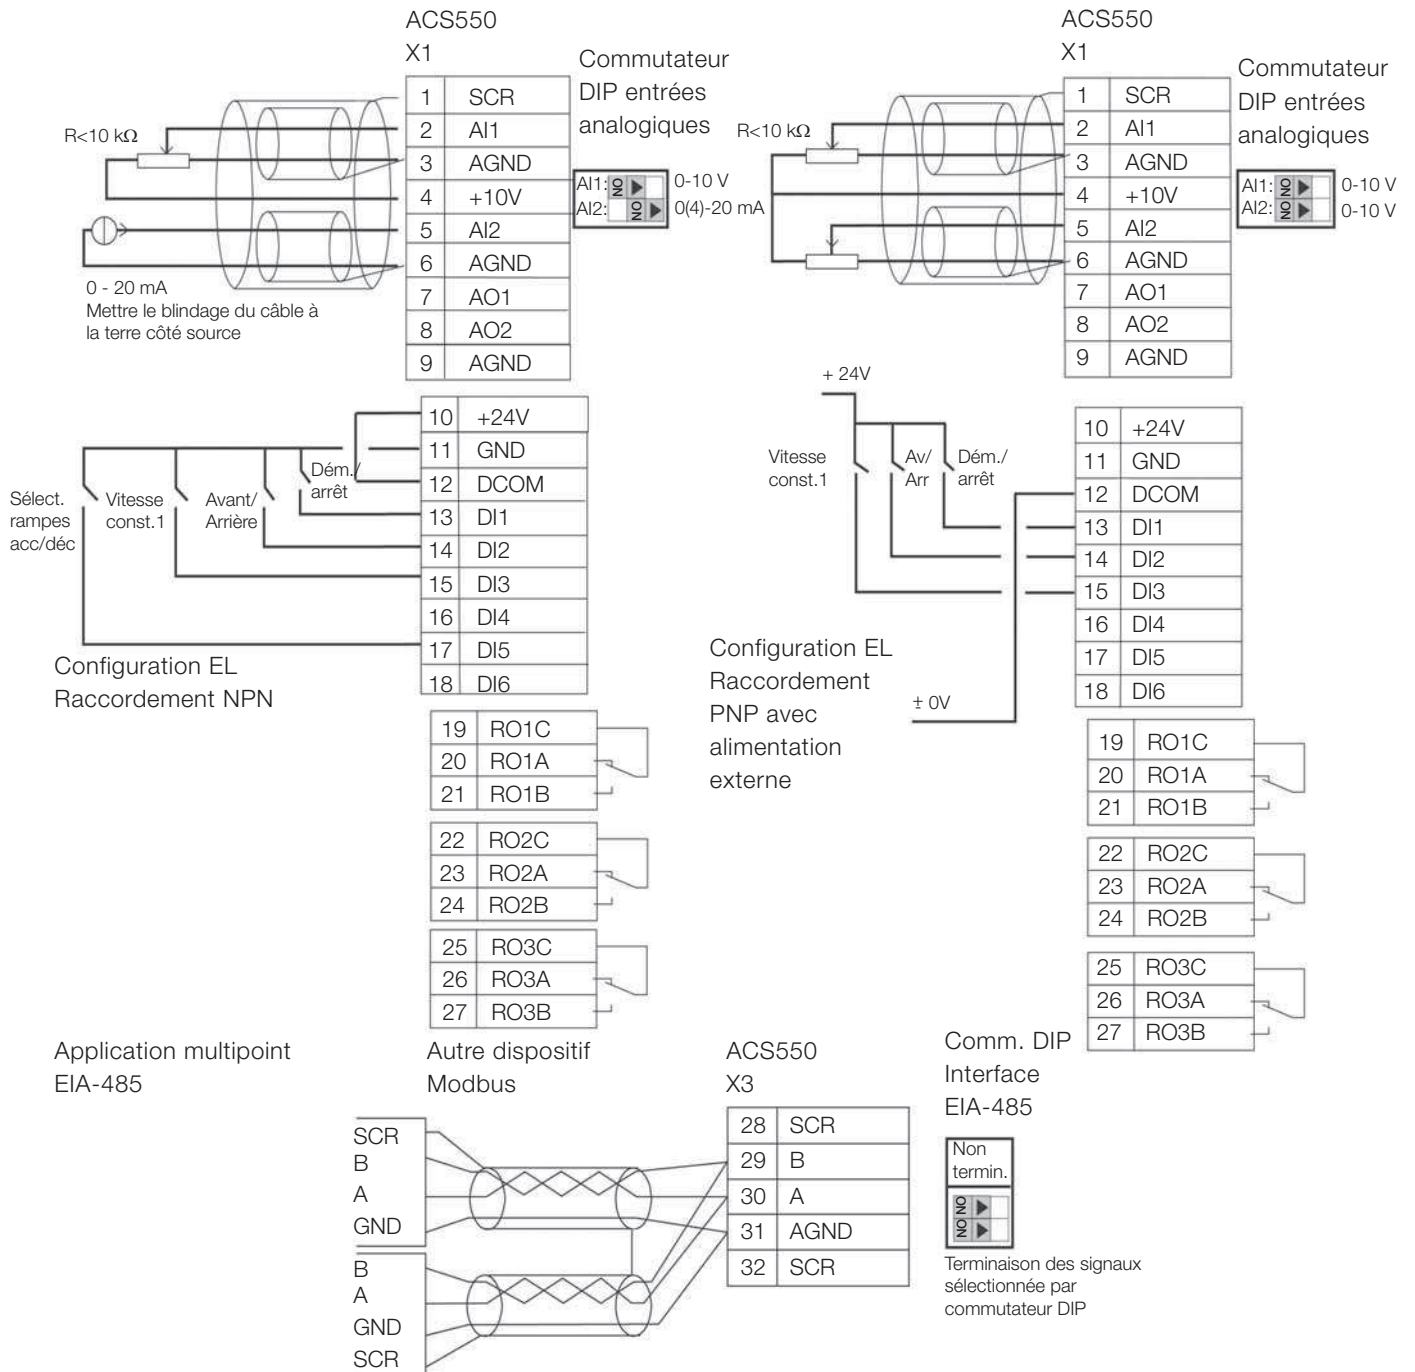 ACS550
X1
Commutateur
DIP entrées
analogiques
R<10 kΩ
1 SCR
2 AI1
3 AGND
4 +10V
5 AI2
6 AGND
7 AO1
8 AO2
9 AGND
AI1: ON 0-10 V
AI2: ON 0(4)-20 mA
0 - 20 mA
Mettre le blindage du câble à
la terre côté source
10 +24V
11 GND
12 DCOM
13 DI1
14 DI2
15 DI3
16 DI4
17 DI5
18 DI6
Sélect.
rampes
acc/déc
Vitesse
const.1
Avant/
Arrière
Dém./
arrêt
Configuration EL
Raccordement NPN
19 RO1C
20 RO1A
21 RO1B
22 RO2C
23 RO2A
24 RO2B
25 RO3C
26 RO3A
27 RO3B
ACS550
X1
Commutateur
DIP entrées
analogiques
R<10 kΩ
1 SCR
2 AI1
3 AGND
4 +10V
5 AI2
6 AGND
7 AO1
8 AO2
9 AGND
AI1: ON 0-10 V
AI2: ON 0-10 V
+ 24V
Vitesse
const.1
Av/
Arr
Dém./
arrêt
10 +24V
11 GND
12 DCOM
13 DI1
14 DI2
15 DI3
16 DI4
17 DI5
18 DI6
± 0V
Configuration EL
Raccordement
PNP avec
alimentation
externe
19 RO1C
20 RO1A
21 RO1B
22 RO2C
23 RO2A
24 RO2B
25 RO3C
26 RO3A
27 RO3B
Application multipoint
EIA-485
Autre dispositif
Modbus
SCR
B
A
GND
B
A
GND
SCR
ACS550
X3
28 SCR
29 B
30 A
31 AGND
32 SCR
Comm. DIP
Interface
EIA-485
Non
termin.
ON
ON
Terminaison des signaux
sélectionnée par
commutateur DIP